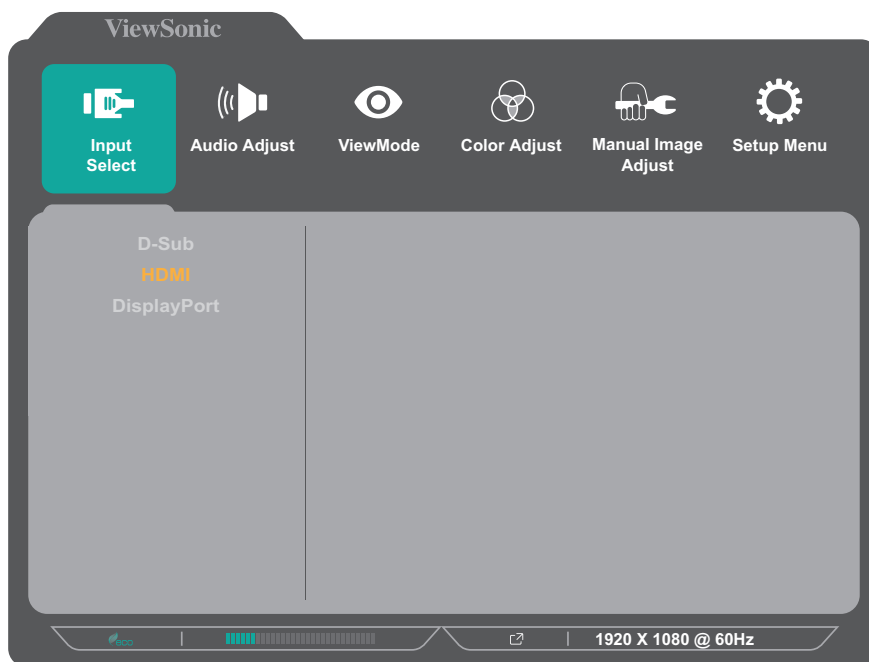 ViewSonic
Input
Select
Audio Adjust
ViewMode
Color Adjust
Manual Image
Adjust
Setup Menu
D-Sub
HDMI
DisplayPort
eco
1920 X 1080 @ 60Hz